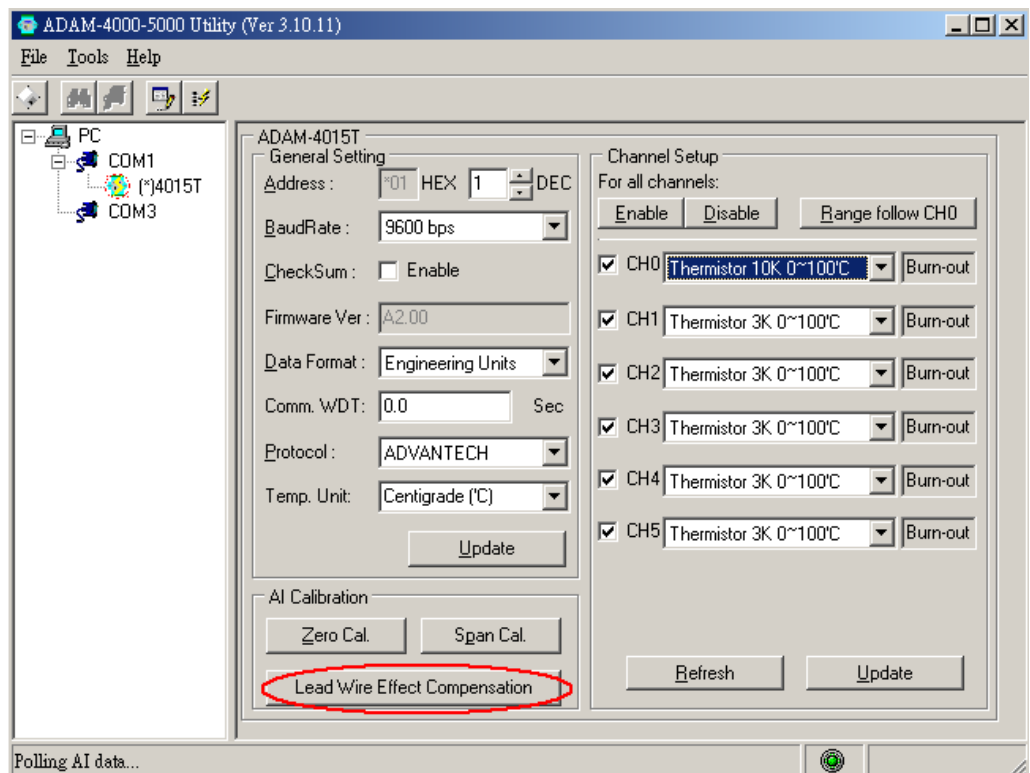 ADAM-4000-5000 Utility (Ver 3.10.11)
File Tools Help
PC
COM1
(*)4015T
COM3
ADAM-4015T
General Setting
Address : *01 HEX 1 DEC
BaudRate : 9600 bps
CheckSum : Enable
Firmware Ver : A2.00
Data Format : Engineering Units
Comm. WDT: 0.0 Sec
Protocol : ADVANTECH
Temp. Unit: Centigrade ('C)
Update
AI Calibration
Zero Cal. Span Cal.
Lead Wire Effect Compensation
Channel Setup
For all channels:
Enable Disable Range follow CH0
CH0 Thermistor 10K 0~100'C Burn-out
CH1 Thermistor 3K 0~100'C Burn-out
CH2 Thermistor 3K 0~100'C Burn-out
CH3 Thermistor 3K 0~100'C Burn-out
CH4 Thermistor 3K 0~100'C Burn-out
CH5 Thermistor 3K 0~100'C Burn-out
Refresh Update
Polling AI data...